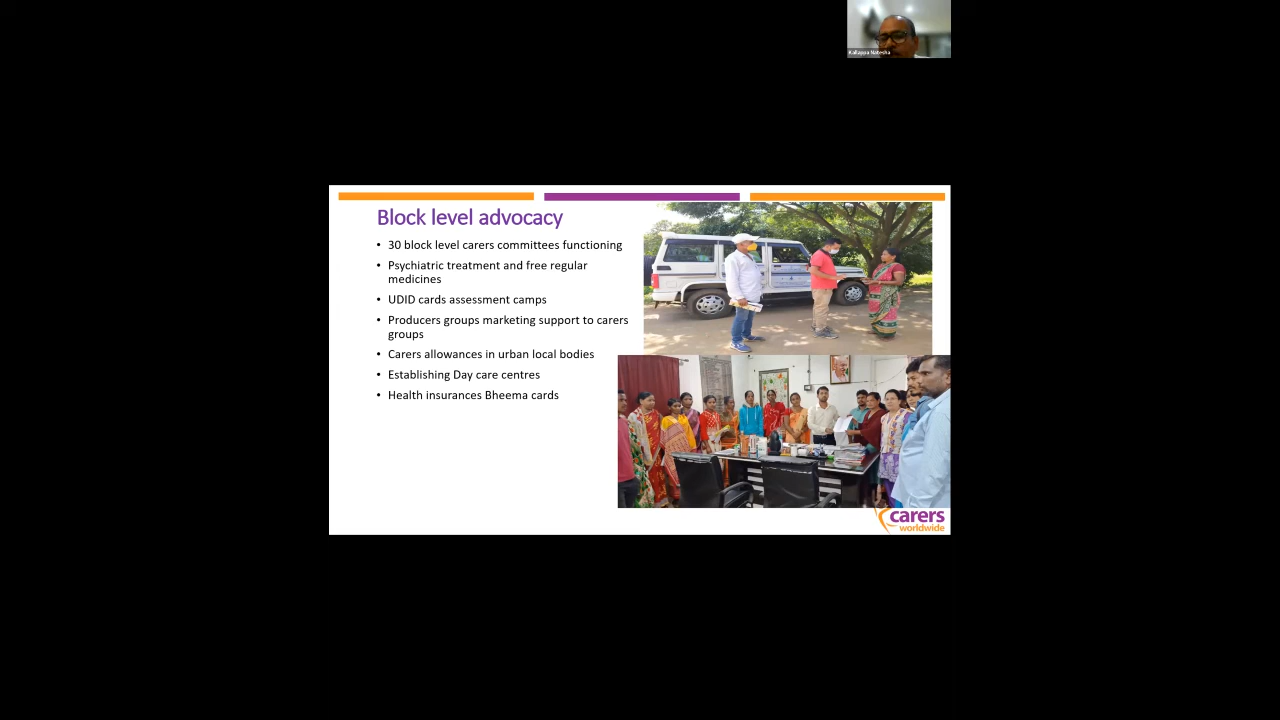 Kallappa Natesha
Block level advocacy
• 30 block level carers committees functioning
• Psychiatric treatment and free regular
medicines
• UDID cards assessment camps
• Producers groups marketing support to carers
groups
• Carers allowances in urban local bodies
• Establishing Day care centres
• Health insurances Bheema cards
carers
worldwide